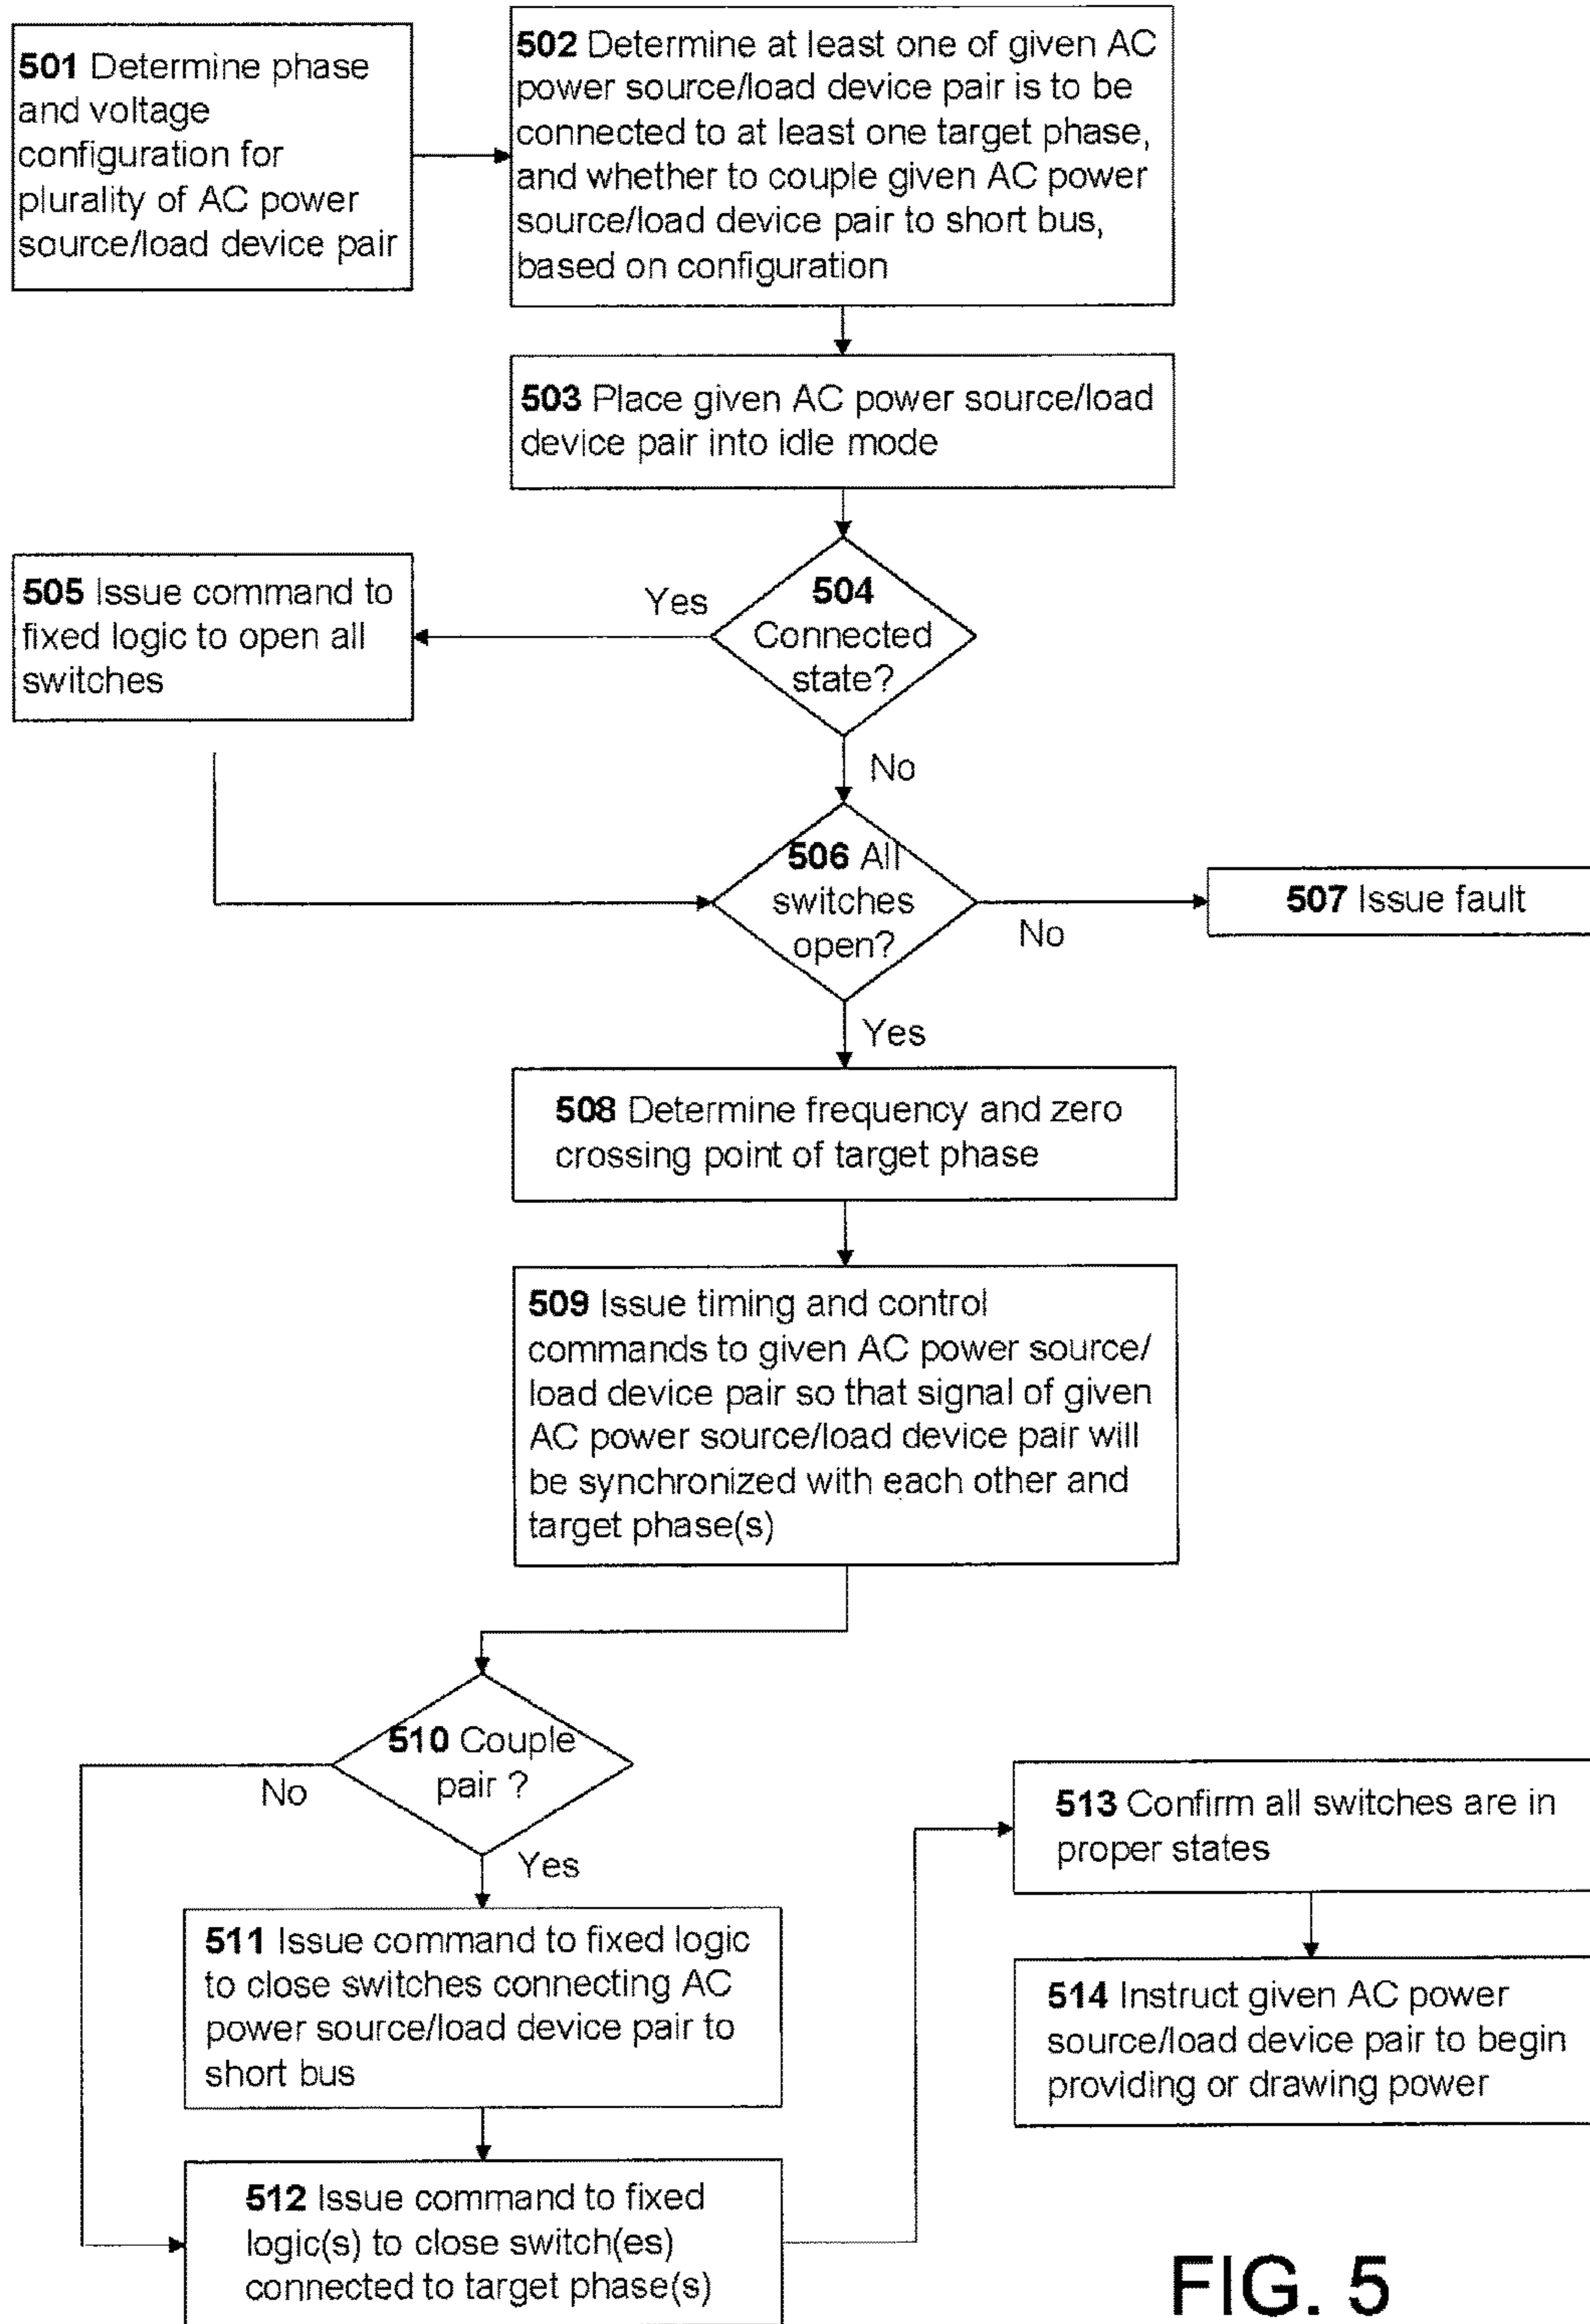 501 Determine phase
and voltage
configuration for
plurality of AC power
source/load device pair
502 Determine at least one of given AC
power source/load device pair is to be
connected to at least one target phase,
and whether to couple given AC power
source/load device pair to short bus,
based on configuration
503 Place given AC power source/load
device pair into idle mode
504
Connected
state?
Yes
505 Issue command to
fixed logic to open all
switches
No
506 All
switches
open?
No
507 Issue fault
Yes
508 Determine frequency and zero
crossing point of target phase
509 Issue timing and control
commands to given AC power source/
load device pair so that signal of given
AC power source/load device pair will
be synchronized with each other and
target phase(s)
510 Couple
pair ?
No
Yes
511 Issue command to fixed logic
to close switches connecting AC
power source/load device pair to
short bus
512 Issue command to fixed
logic(s) to close switch(es)
connected to target phase(s)
513 Confirm all switches are in
proper states
514 Instruct given AC power
source/load device pair to begin
providing or drawing power
FIG. 5